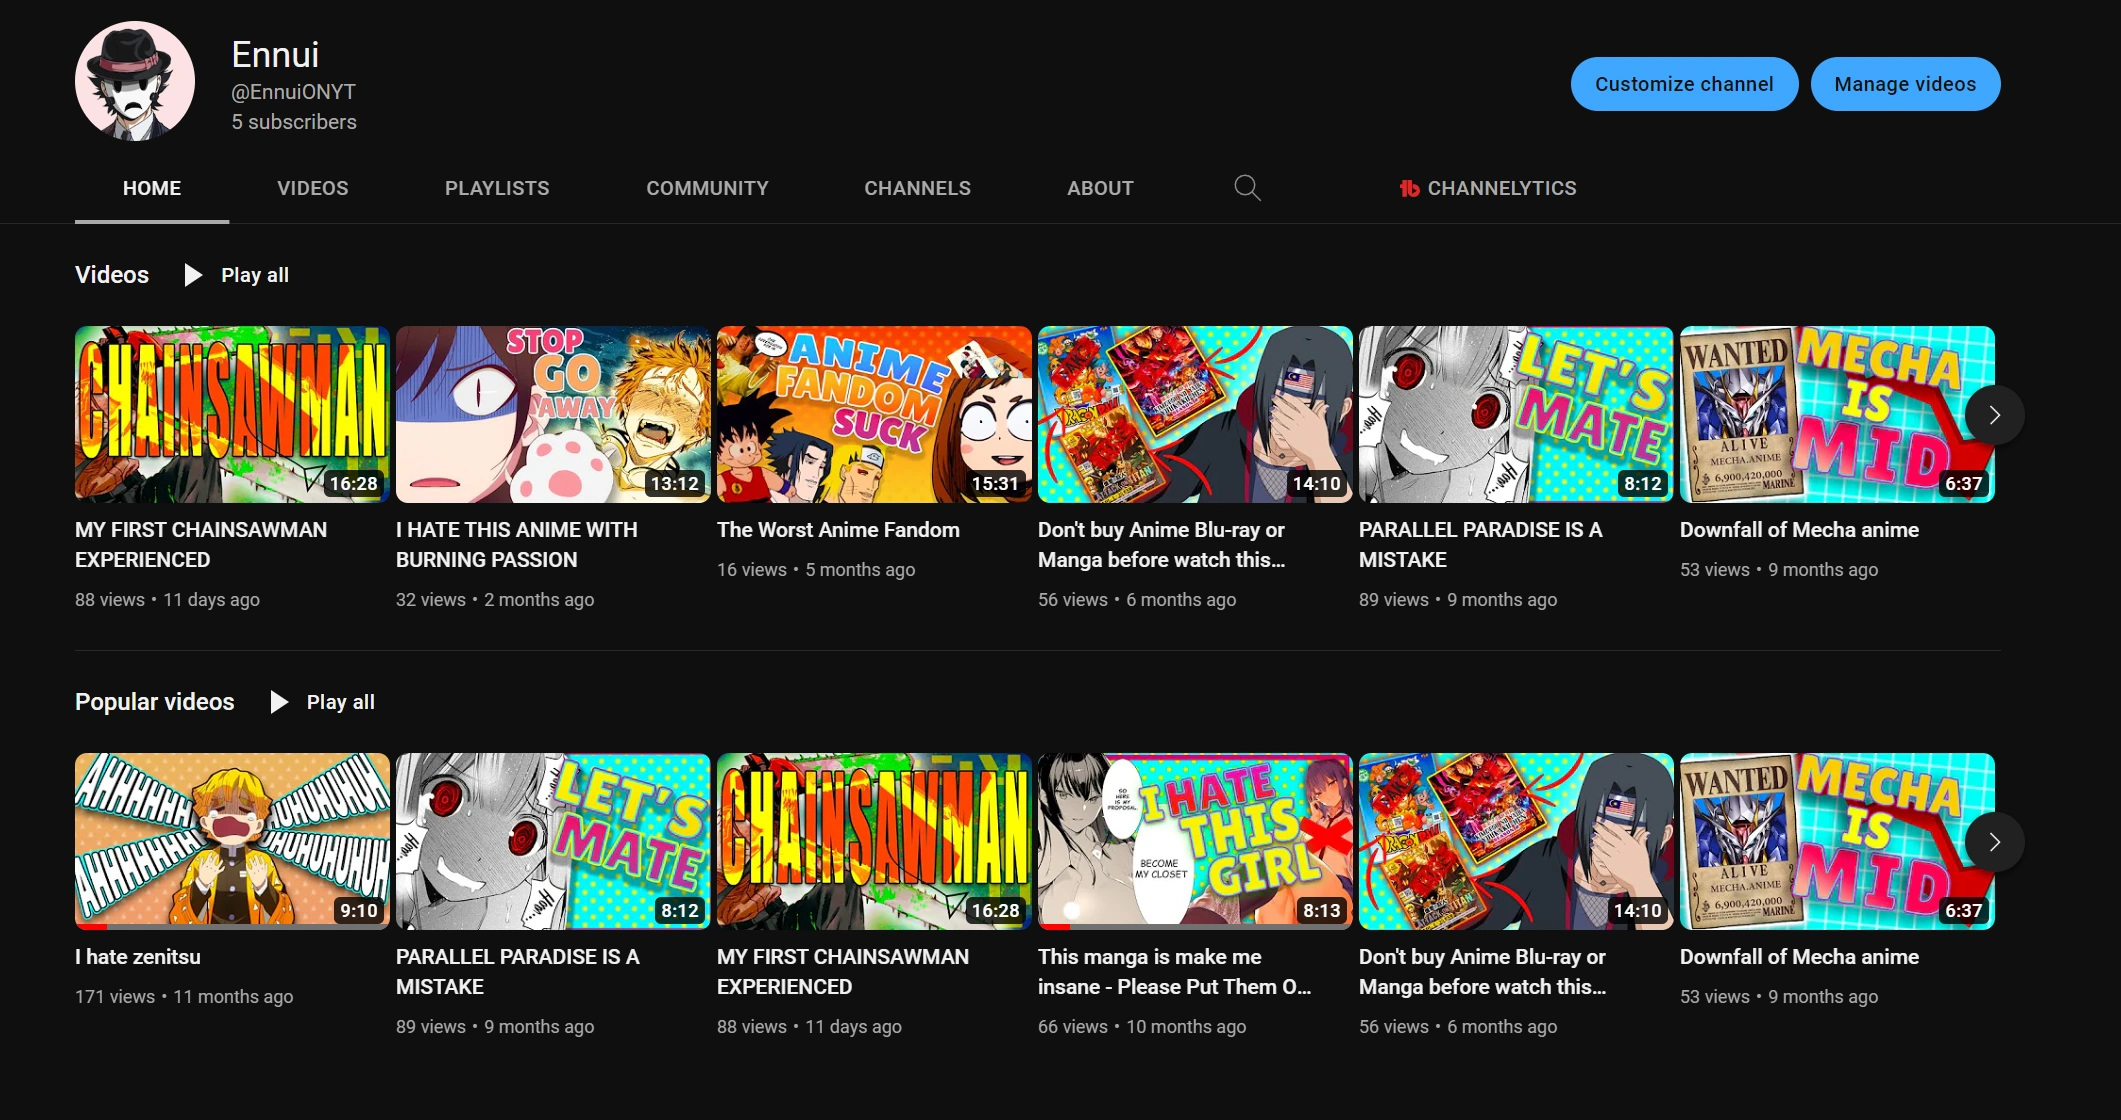 Ennui
@EnnuiONYT
5 subscribers
Customize channel
Manage videos
HOME
VIDEOS
PLAYLISTS
COMMUNITY
CHANNELS
ABOUT
CHANNELYTICS
Videos
Play all
CHAINSAWMAN
16:28
STOP
GO
AWAY
13:12
ANIME
FANDOM
SUCK
15:31
14:10
LET'S
MATE
8:12
WANTED
ALIVE
MECHA.ANIME
6,900,420,000
MARINE
MECHA
IS
MID
6:37
MY FIRST CHAINSAWMAN
EXPERIENCED
88 views • 11 days ago
I HATE THIS ANIME WITH
BURNING PASSION
32 views • 2 months ago
The Worst Anime Fandom
16 views • 5 months ago
Don't buy Anime Blu-ray or
Manga before watch this...
56 views • 6 months ago
PARALLEL PARADISE IS A
MISTAKE
89 views • 9 months ago
Downfall of Mecha anime
53 views • 9 months ago
Popular videos
Play all
9:10
LET'S
MATE
8:12
CHAINSAWMAN
16:28
SO
HERE
IS MY
PROPOSAL.
BECOME
MY CLOSET
I HATE
THIS
GIRL
8:13
14:10
WANTED
ALIVE
MECHA.ANIME
6,900,420,000
MARINE
MECHA
IS
MID
6:37
I hate zenitsu
171 views • 11 months ago
PARALLEL PARADISE IS A
MISTAKE
89 views • 9 months ago
MY FIRST CHAINSAWMAN
EXPERIENCED
88 views • 11 days ago
This manga is make me
insane - Please Put Them O...
66 views • 10 months ago
Don't buy Anime Blu-ray or
Manga before watch this...
56 views • 6 months ago
Downfall of Mecha anime
53 views • 9 months ago